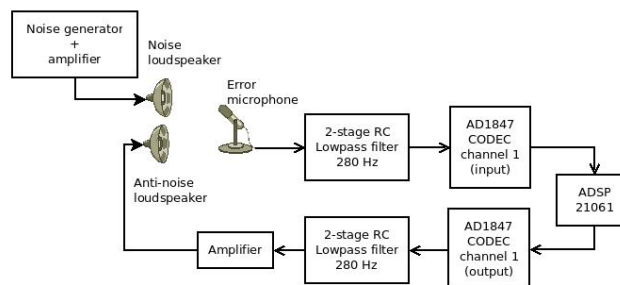 Noise generator
+
amplifier
Noise
loudspeaker
Error
microphone
2-stage RC
Lowpass filter
280 Hz
AD1847
CODEC
channel 1
(input)
ADSP
21061
Anti-noise
loudspeaker
Amplifier
2-stage RC
Lowpass filter
280 Hz
AD1847
CODEC
channel 1
(output)